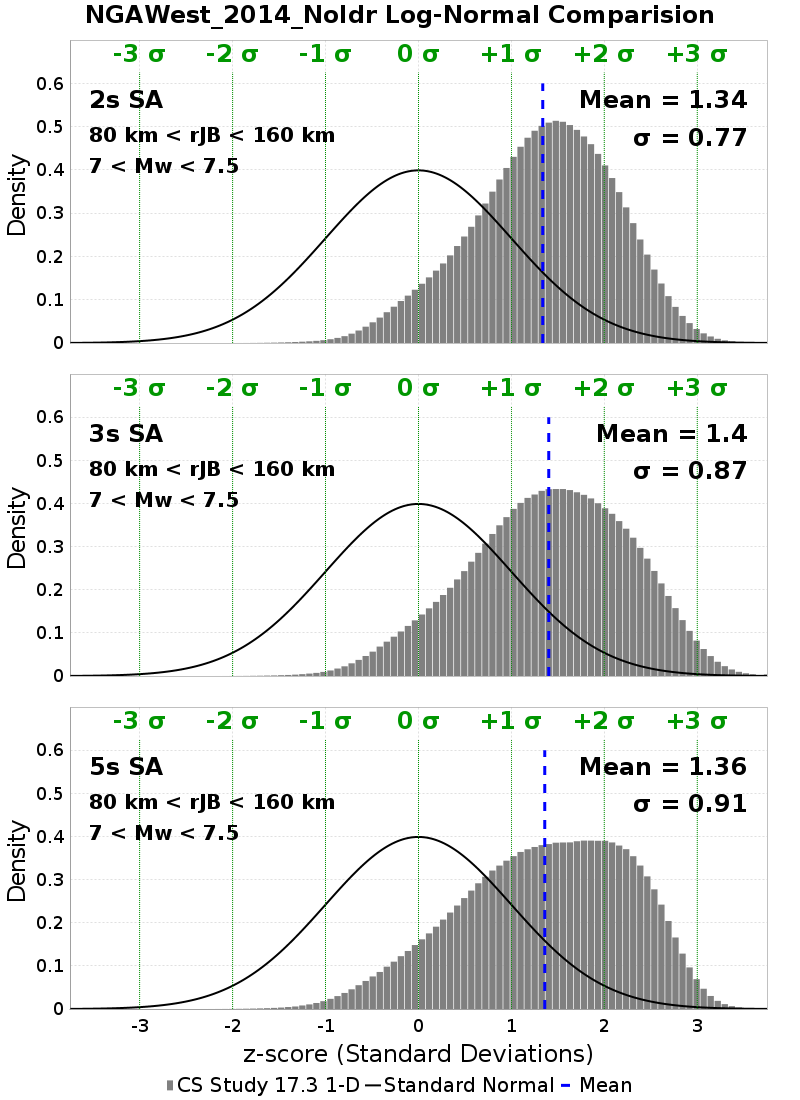 NGAWest_2014_NoIdr Log-Normal Comparision
-3 σ -2 σ -1 σ 0 σ +1 σ +2 σ +3 σ
0.6
2s SA Mean = 1.34
0.5
80 km < rJB < 160 km σ = 0.77
7 < Mw < 7.5
0.4
0.3
0.2
0.1
0
Density
-3 σ -2 σ -1 σ 0 σ +1 σ +2 σ +3 σ
0.6
3s SA Mean = 1.4
0.5
80 km < rJB < 160 km σ = 0.87
7 < Mw < 7.5
0.4
0.3
0.2
0.1
0
Density
-3 σ -2 σ -1 σ 0 σ +1 σ +2 σ +3 σ
0.6
5s SA Mean = 1.36
0.5
80 km < rJB < 160 km σ = 0.91
7 < Mw < 7.5
0.4
0.3
0.2
0.1
0
Density
-3 -2 -1 0 1 2 3
z-score (Standard Deviations)
CS Study 17.3 1-D Standard Normal Mean